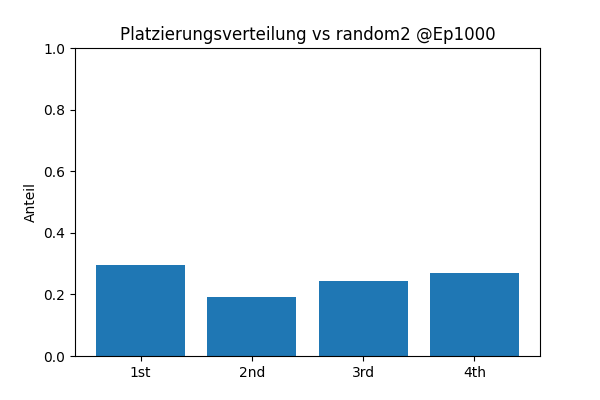 Platzierungsverteilung vs random2 @Ep1000
1.0
0.8
0.6
0.4
0.2
0.0
Anteil
1st
2nd
3rd
4th